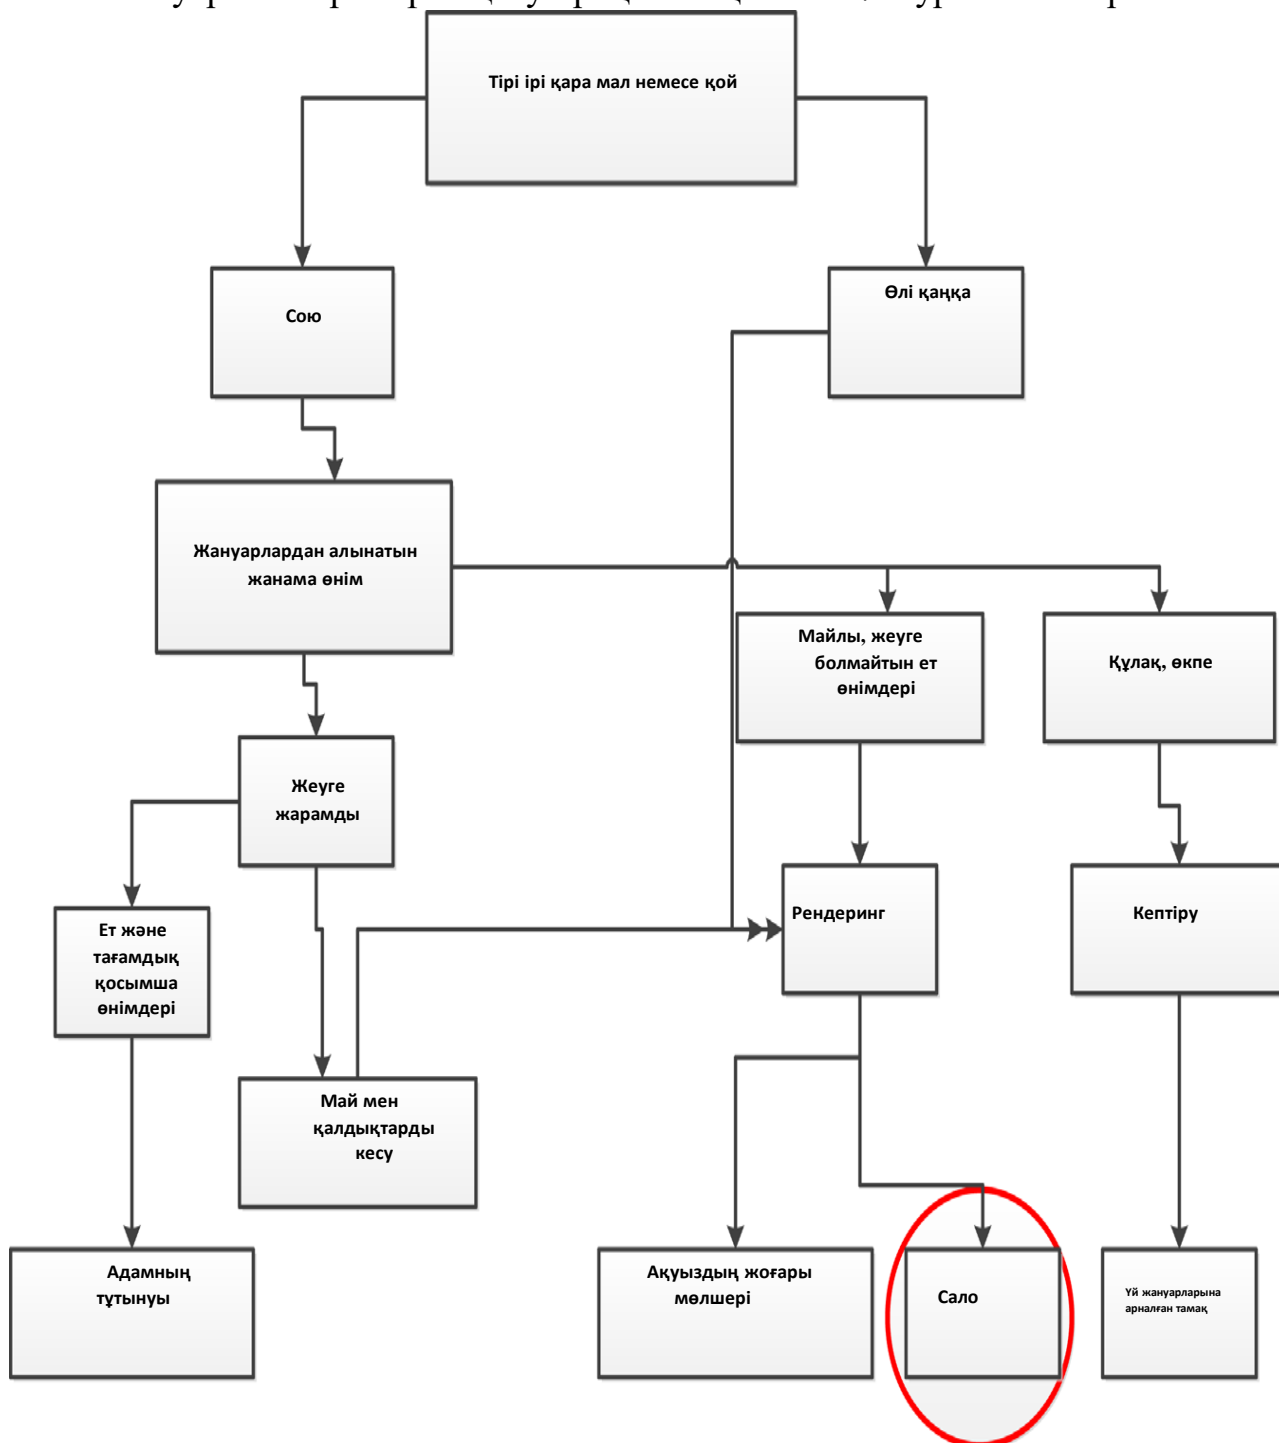 Тірі ірі қара мал немесе қой
Сою
Өлі қаңқа
Жануарлардан алынатын
жанама өнім
Майлы, жеуге
болмайтын ет
өнімдері
Құлақ, өкпе
Жеуге
жарамды
Ет және
тағамдық
қосымша
өнімдері
Рендеринг
Кептіру
Май мен
қалдықтарды
кесу
Адамның
тұтынуы
Ақуыздың жоғары
мөлшері
Сало
Үй жануарларына
арналған тамақ